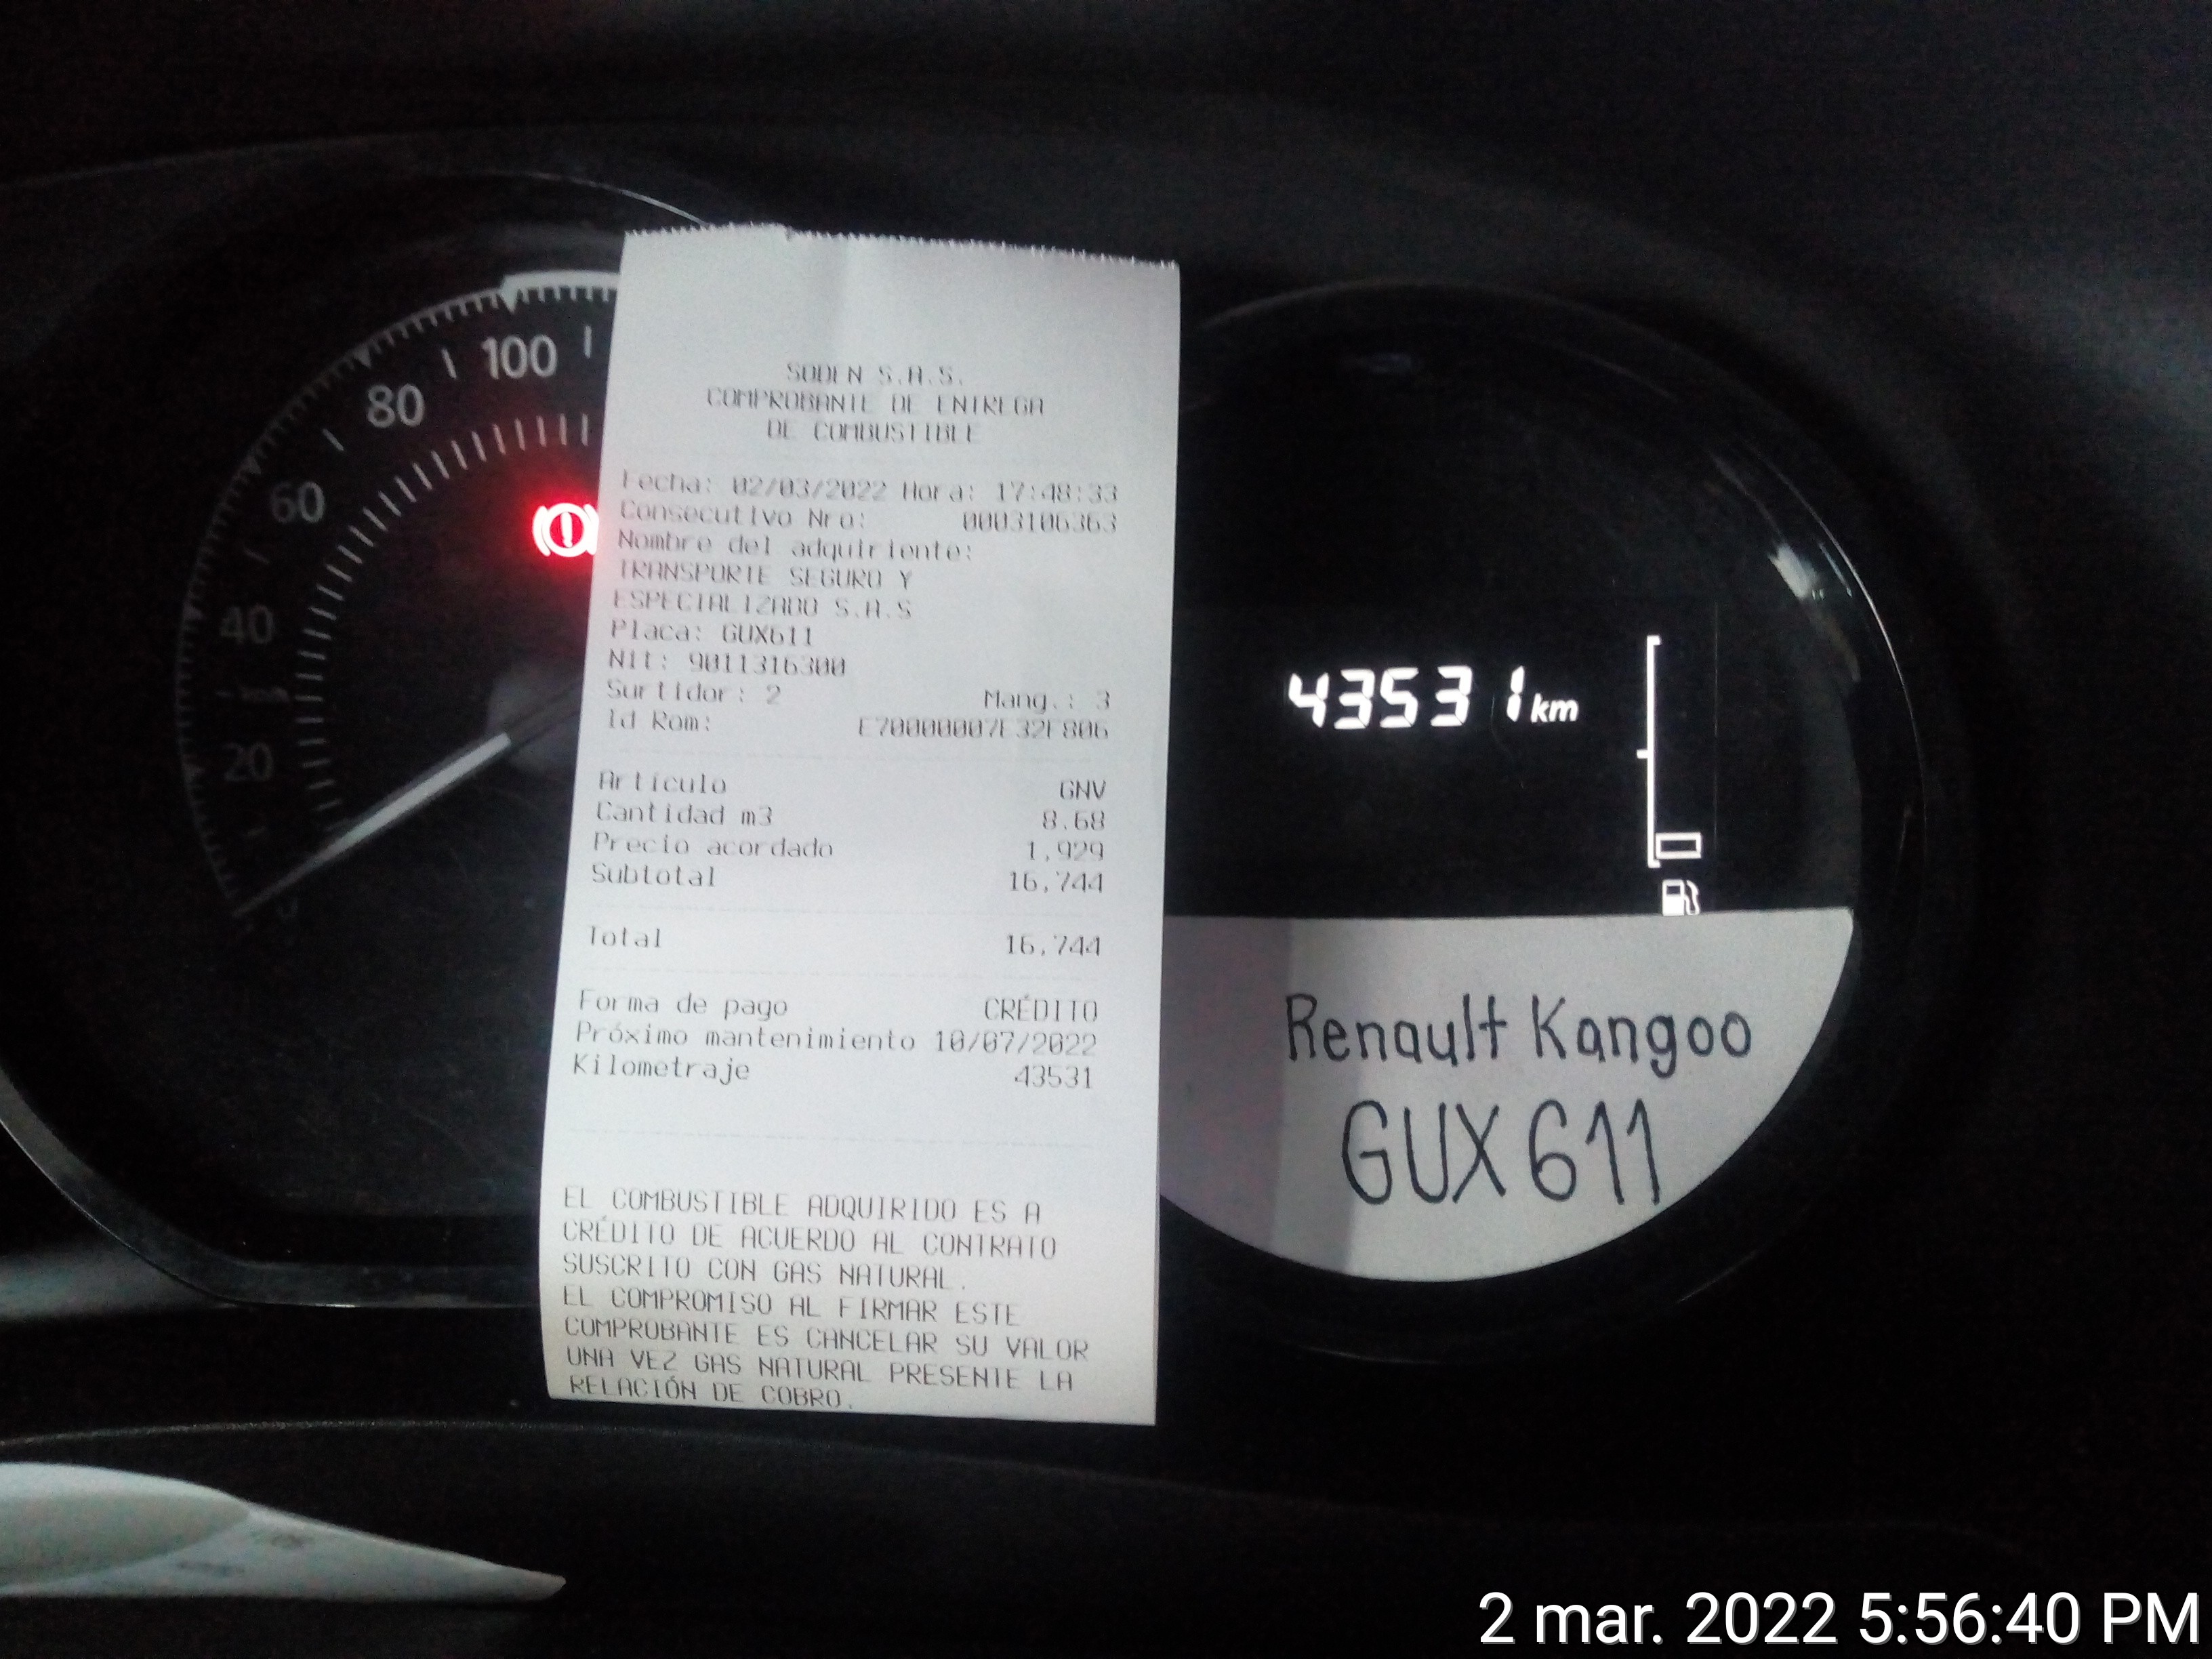 100
80
60
40
20
SODEN S.A.S.
COMPROBANTE DE ENTREGA
DE COMBUSTIBLE
Fecha: 02/03/2022 Hora: 17:48:33
Consecutivo Nro: 0003106363
Nombre del adquiriente:
TRANSPORTE SEGURO Y
ESPECIALIZADO S.A.S
Placa: GUX611
Nit: 9011316300
Surtidor: 2 Mang.: 3
Id Rom: E70000007E32F806
Artículo GNV
Cantidad m3 8.68
Precio acordado 1,929
Subtotal 16,744
Total 16,744
Forma de pago CRÉDITO
Próximo mantenimiento 10/07/2022
Kilometraje 43531
EL COMBUSTIBLE ADQUIRIDO ES A
CRÉDITO DE ACUERDO AL CONTRATO
SUSCRITO CON GAS NATURAL.
EL COMPROMISO AL FIRMAR ESTE
COMPROBANTE ES CANCELAR SU VALOR
UNA VEZ GAS NATURAL PRESENTE LA
RELACIÓN DE COBRO.
43531 km
Renault Kangoo
GUX 611
2 mar. 2022 5:56:40 PM